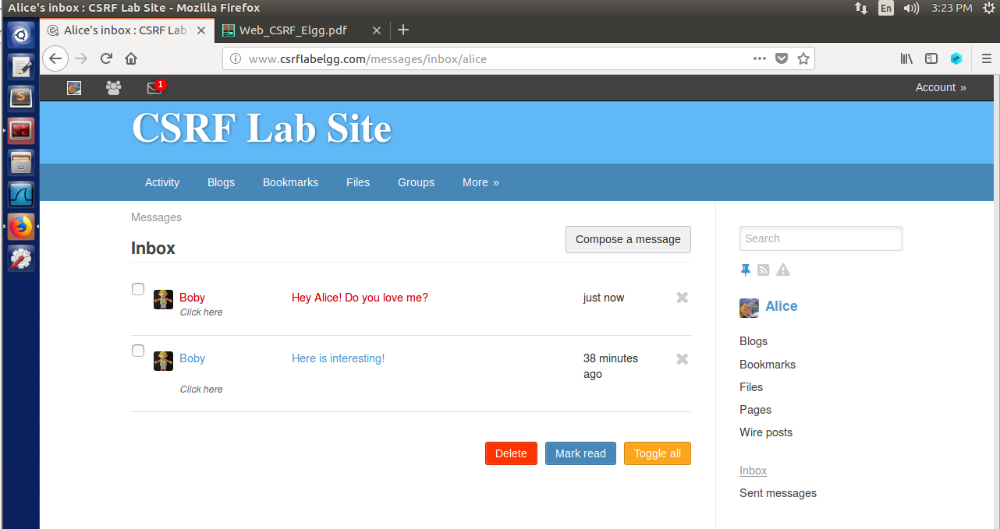 Alice's inbox : CSRF Lab Site - Mozilla Firefox
En 3:23 PM
Alice's inbox : CSRF Lab S
Web_CSRF_Elgg.pdf
www.csrflabelgg.com/messages/inbox/alice
1
Account »
CSRF Lab Site
Activity Blogs Bookmarks Files Groups More »
Messages
Inbox
Compose a message
Boby Hey Alice! Do you love me? just now
Click here
Boby Here is interesting! 38 minutes
ago
Click here
Delete Mark read Toggle all
Search
Alice
Blogs
Bookmarks
Files
Pages
Wire posts
Inbox
Sent messages